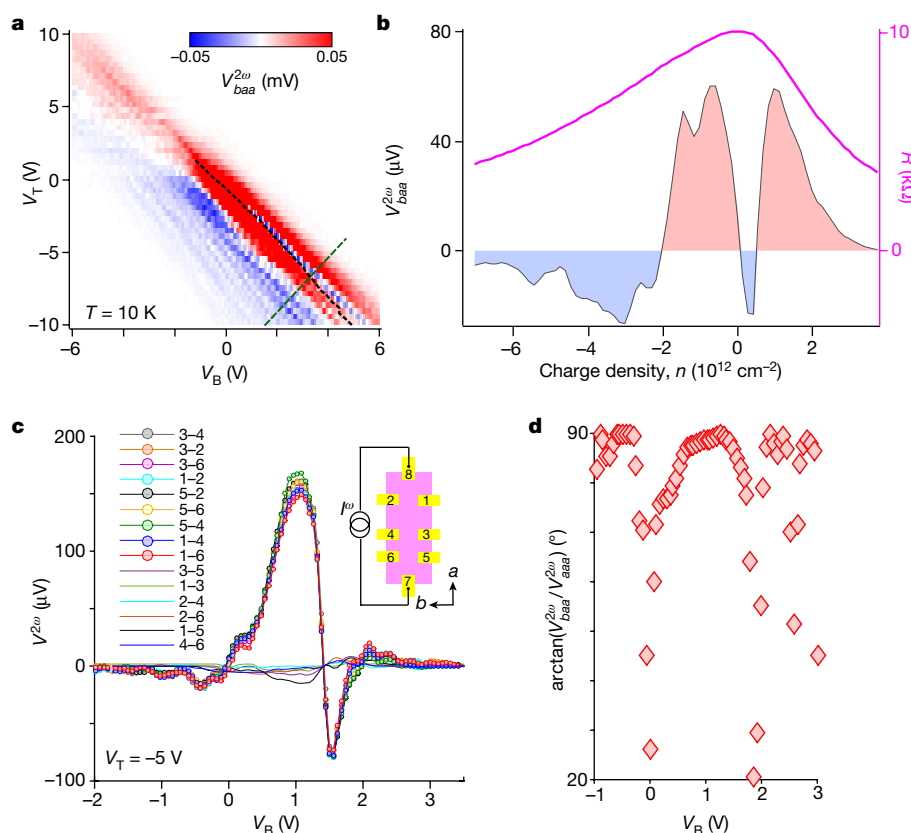 a
−0.05 0.05
V^{2ω}_{baa} (mV)
10
5
0
−5
−10
V_T (V)
T = 10 K
−6 0 6
V_B (V)
b
80
40
0
V^{2ω}_{baa} (μV)
10
0
(kΩ)
−6 −4 −2 0 2
Charge density, n (10^{12} cm^{−2})
c
200
100
0
−100
V^{2ω} (μV)
3–4
3–2
3–6
1–2
5–2
5–6
5–4
1–4
1–6
3–5
1–3
2–4
2–6
1–5
4–6
I^ω
8
2 1
4 3
6 5
7
a
b
V_T = −5 V
−2 −1 0 1 2 3
V_B (V)
d
90
20
arctan(V^{2ω}_{baa}/V^{2ω}_{aaa}) (°)
−1 0 1 2 3
V_B (V)